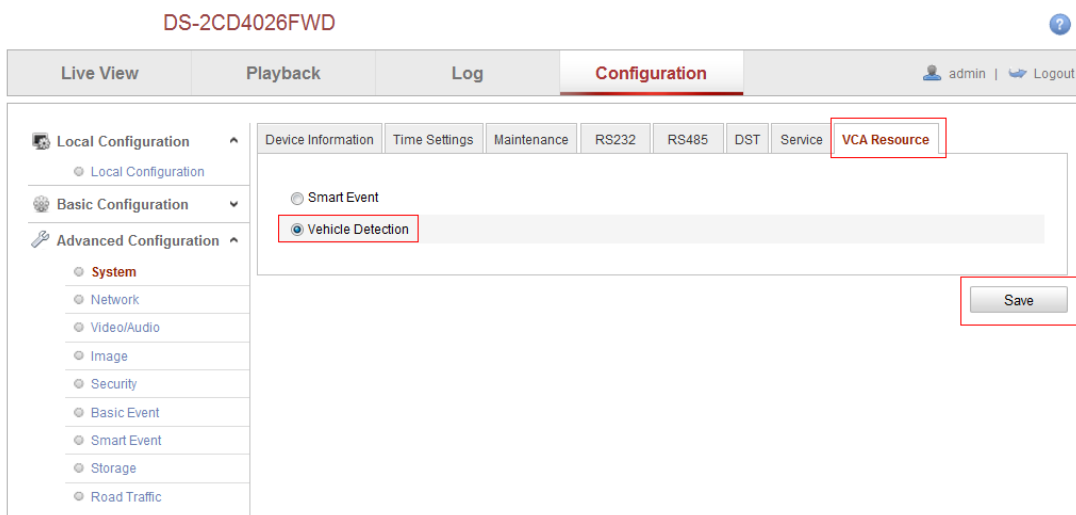 DS-2CD4026FWD
?
Live View Playback Log Configuration admin | Logout
Local Configuration
Local Configuration
Basic Configuration
Advanced Configuration
System
Network
Video/Audio
Image
Security
Basic Event
Smart Event
Storage
Road Traffic
Device Information Time Settings Maintenance RS232 RS485 DST Service VCA Resource
Smart Event
Vehicle Detection
Save